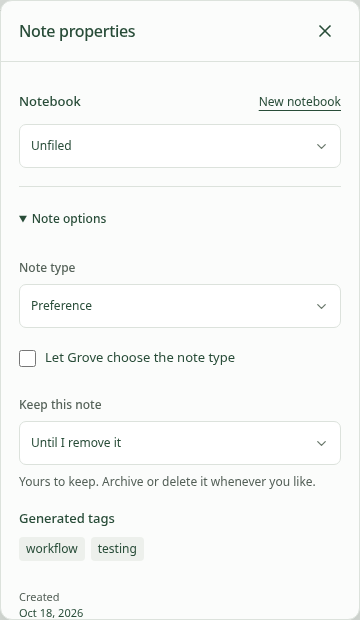 Note properties
Notebook
New notebook
Unfiled
Note options
Note type
Preference
Let Grove choose the note type
Keep this note
Until I remove it
Yours to keep. Archive or delete it whenever you like.
Generated tags
workflow testing
Created
Oct 18, 2026